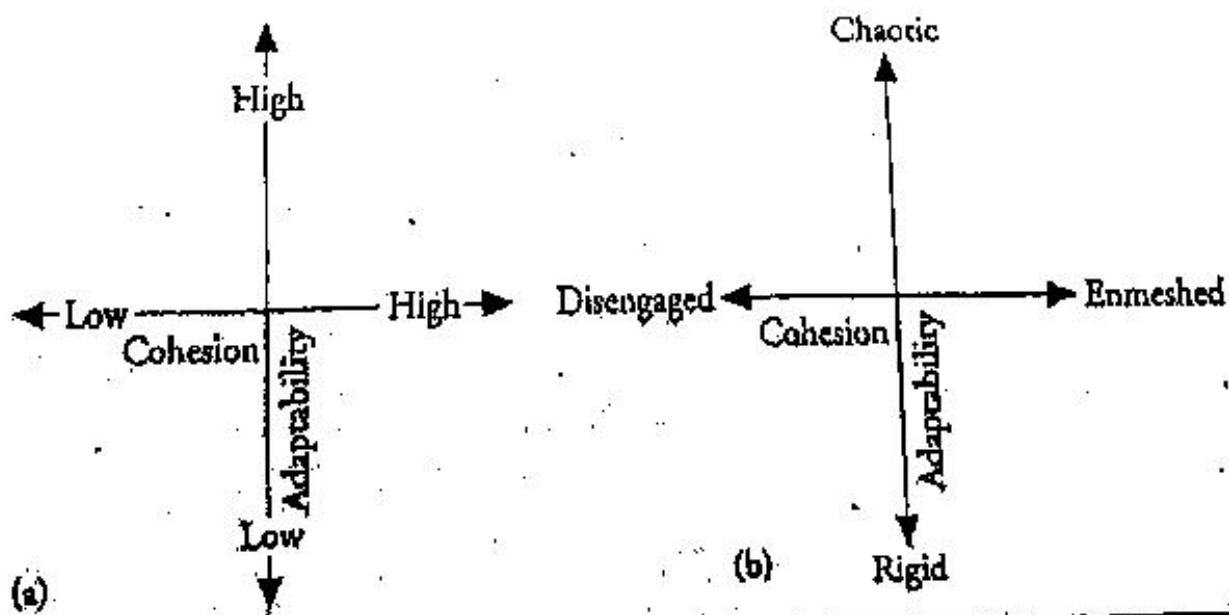 High
Low
High
Cohesion
Adaptability
Low
(a)
Chaotic
Disengaged
Enmeshed
Cohesion
Adaptability
Rigid
(b)